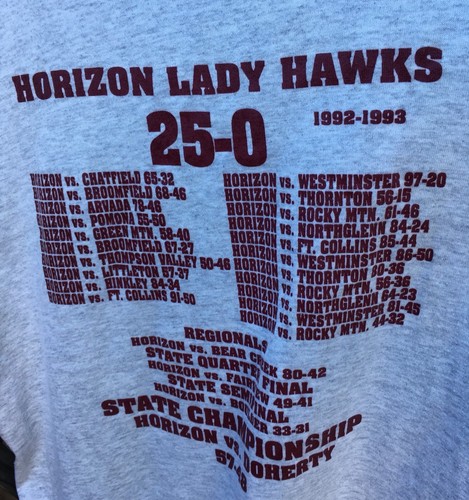 HORIZON LADY HAWKS
25-0
1992-1993
HORIZON vs. CHATFIELD 65-32
HORIZON vs. BROOMFIELD 68-46
HORIZON vs. ARVADA 78-46
HORIZON vs. POMONA 55-50
HORIZON vs. GREEN MTN. 58-40
HORIZON vs. BROOMFIELD 67-27
HORIZON vs. THOMPSON VALLEY 50-46
HORIZON vs. LITTLETON 57-37
HORIZON vs. HINKLEY 84-34
HORIZON vs. FT. COLLINS 91-50
HORIZON vs. WESTMINSTER 97-20
HORIZON vs. THORNTON 56-15
HORIZON vs. ROCKY MTN. 61-46
HORIZON vs. NORTHGLENN 84-24
HORIZON vs. FT. COLLINS 85-44
HORIZON vs. WESTMINSTER 86-50
HORIZON vs. THORNTON
HORIZON vs. ROCKY MTN. 56-36
HORIZON vs. NORTHGLENN 64-23
HORIZON vs. WESTMINSTER 81-45
HORIZON vs. ROCKY MTN. 44-32
REGIONALS
HORIZON vs. BEAR CREEK 80-42
STATE QUARTER FINAL
HORIZON vs. FAIRVIEW
STATE SEMIFINAL 49-41
HORIZON vs. 33-31
STATE CHAMPIONSHIP
HORIZON vs. DOHERTY